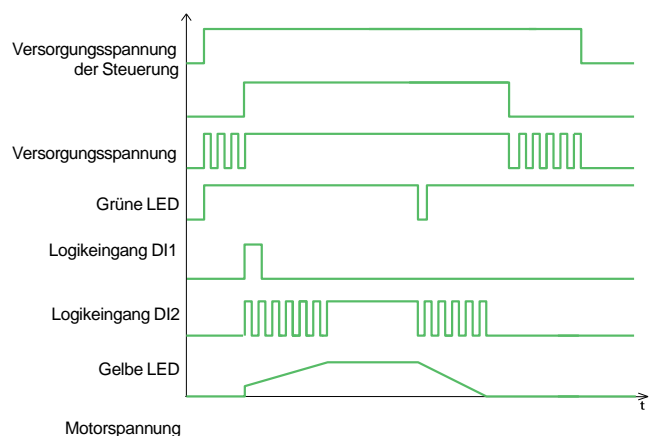 Versorgungsspannung
der Steuerung
Versorgungsspannung
Grüne LED
Logikeingang DI1
Logikeingang DI2
Gelbe LED
t
Motorspannung